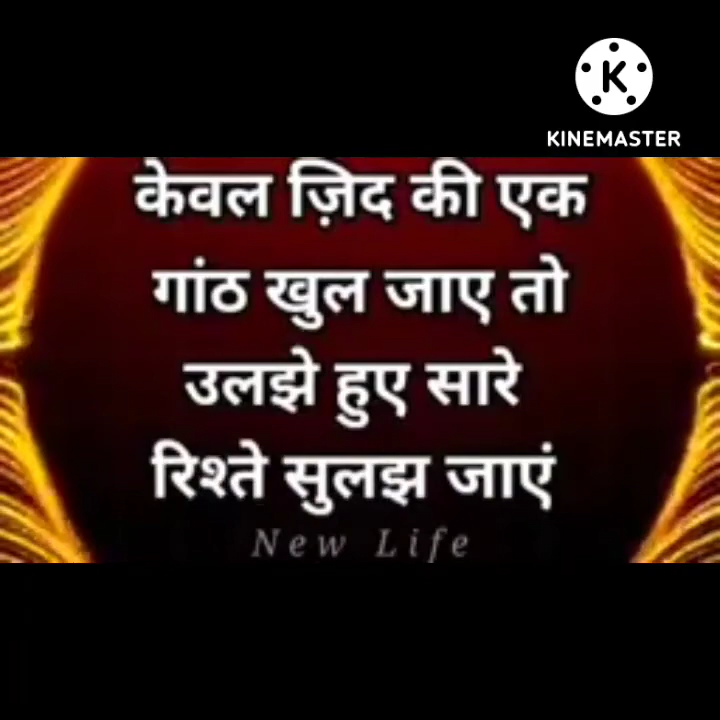 KINEMASTER
केवल ज़िद की एक
गांठ खुल जाए तो
उलझे हुए सारे
रिश्ते सुलझ जाएं
New Life